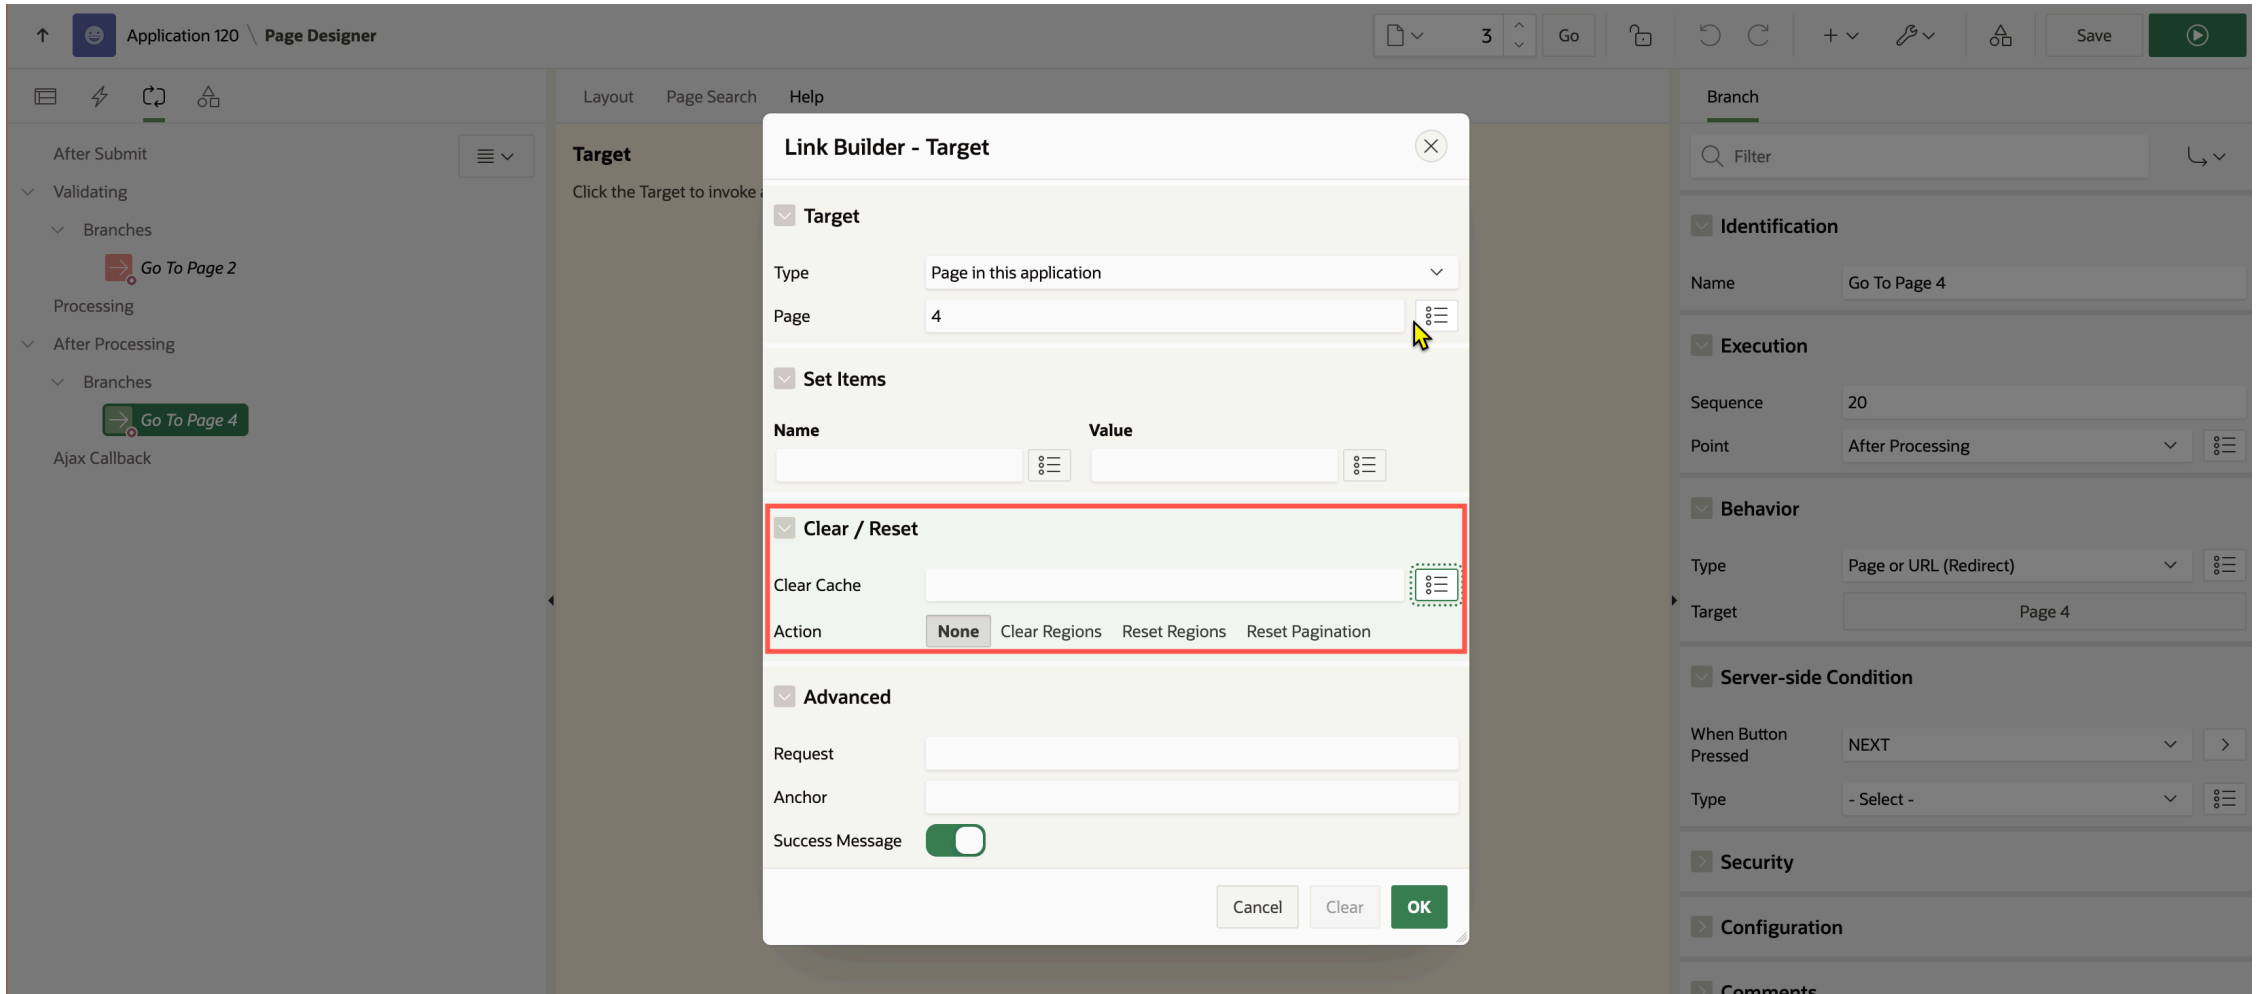 Application 120 \ Page Designer
3
Go
Save
After Submit
Validating
Branches
Go To Page 2
Processing
After Processing
Branches
Go To Page 4
Ajax Callback
Layout Page Search Help
Target
Click the Target to invoke
Link Builder - Target
Target
Type Page in this application
Page 4
Set Items
Name Value
Clear / Reset
Clear Cache
Action None Clear Regions Reset Regions Reset Pagination
Advanced
Request
Anchor
Success Message
Cancel Clear OK
Branch
Filter
Identification
Name Go To Page 4
Execution
Sequence 20
Point After Processing
Behavior
Type Page or URL (Redirect)
Target Page 4
Server-side Condition
When Button
Pressed NEXT
Type - Select -
Security
Configuration
Comments